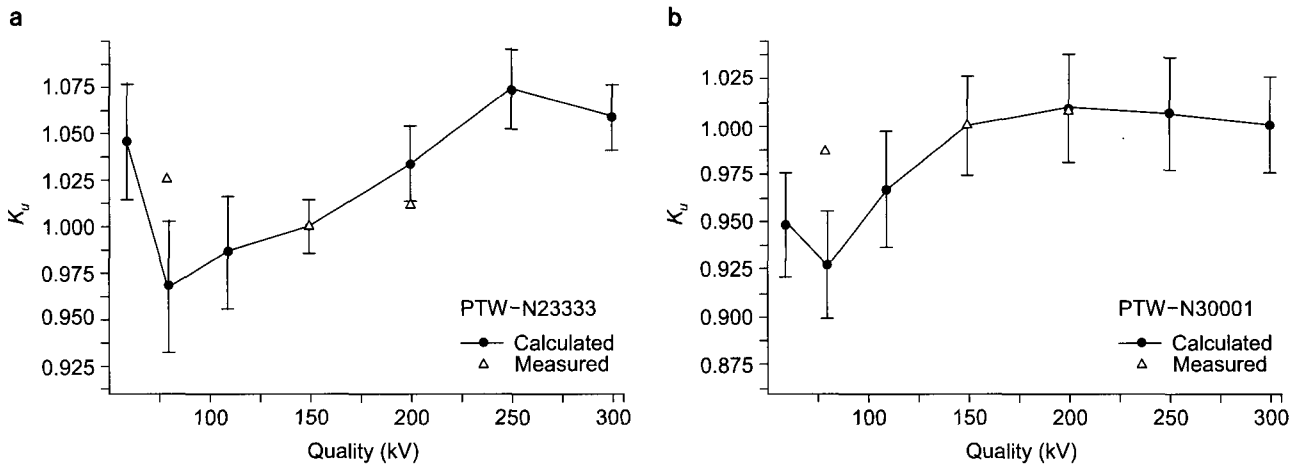 a
1.075
1.050
1.025
1.000
0.975
0.950
0.925
K_u
PTW–N23333
Calculated
Measured
100 150 200 250 300
Quality (kV)
b
1.025
1.000
0.975
0.950
0.925
0.900
0.875
K_u
PTW–N30001
Calculated
Measured
100 150 200 250 300
Quality (kV)